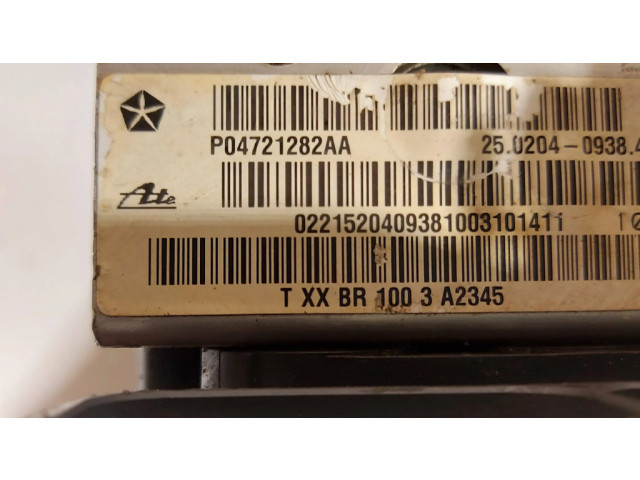 P04721282AA 25.0204-0938.4
Ate
0221520409381003101411
T XX BR 100 3 A2345